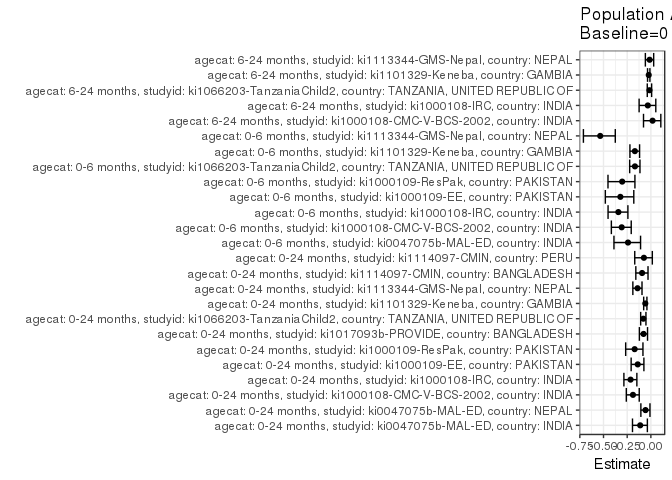 Population
Baseline=0
agecat: 6-24 months, studyid: ki1113344-GMS-Nepal, country: NEPAL
agecat: 6-24 months, studyid: ki1101329-Keneba, country: GAMBIA
agecat: 6-24 months, studyid: ki1066203-TanzaniaChild2, country: TANZANIA, UNITED REPUBLIC OF
agecat: 6-24 months, studyid: ki1000108-IRC, country: INDIA
agecat: 6-24 months, studyid: ki1000108-CMC-V-BCS-2002, country: INDIA
agecat: 0-6 months, studyid: ki1113344-GMS-Nepal, country: NEPAL
agecat: 0-6 months, studyid: ki1101329-Keneba, country: GAMBIA
agecat: 0-6 months, studyid: ki1066203-TanzaniaChild2, country: TANZANIA, UNITED REPUBLIC OF
agecat: 0-6 months, studyid: ki1000109-ResPak, country: PAKISTAN
agecat: 0-6 months, studyid: ki1000109-EE, country: PAKISTAN
agecat: 0-6 months, studyid: ki1000108-IRC, country: INDIA
agecat: 0-6 months, studyid: ki1000108-CMC-V-BCS-2002, country: INDIA
agecat: 0-6 months, studyid: ki0047075b-MAL-ED, country: INDIA
agecat: 0-24 months, studyid: ki1114097-CMIN, country: PERU
agecat: 0-24 months, studyid: ki1114097-CMIN, country: BANGLADESH
agecat: 0-24 months, studyid: ki1113344-GMS-Nepal, country: NEPAL
agecat: 0-24 months, studyid: ki1101329-Keneba, country: GAMBIA
agecat: 0-24 months, studyid: ki1066203-TanzaniaChild2, country: TANZANIA, UNITED REPUBLIC OF
agecat: 0-24 months, studyid: ki1017093b-PROVIDE, country: BANGLADESH
agecat: 0-24 months, studyid: ki1000109-ResPak, country: PAKISTAN
agecat: 0-24 months, studyid: ki1000109-EE, country: PAKISTAN
agecat: 0-24 months, studyid: ki1000108-IRC, country: INDIA
agecat: 0-24 months, studyid: ki1000108-CMC-V-BCS-2002, country: INDIA
agecat: 0-24 months, studyid: ki0047075b-MAL-ED, country: NEPAL
agecat: 0-24 months, studyid: ki0047075b-MAL-ED, country: INDIA
-0.75 -0.50 -0.25 0.00
Estimate